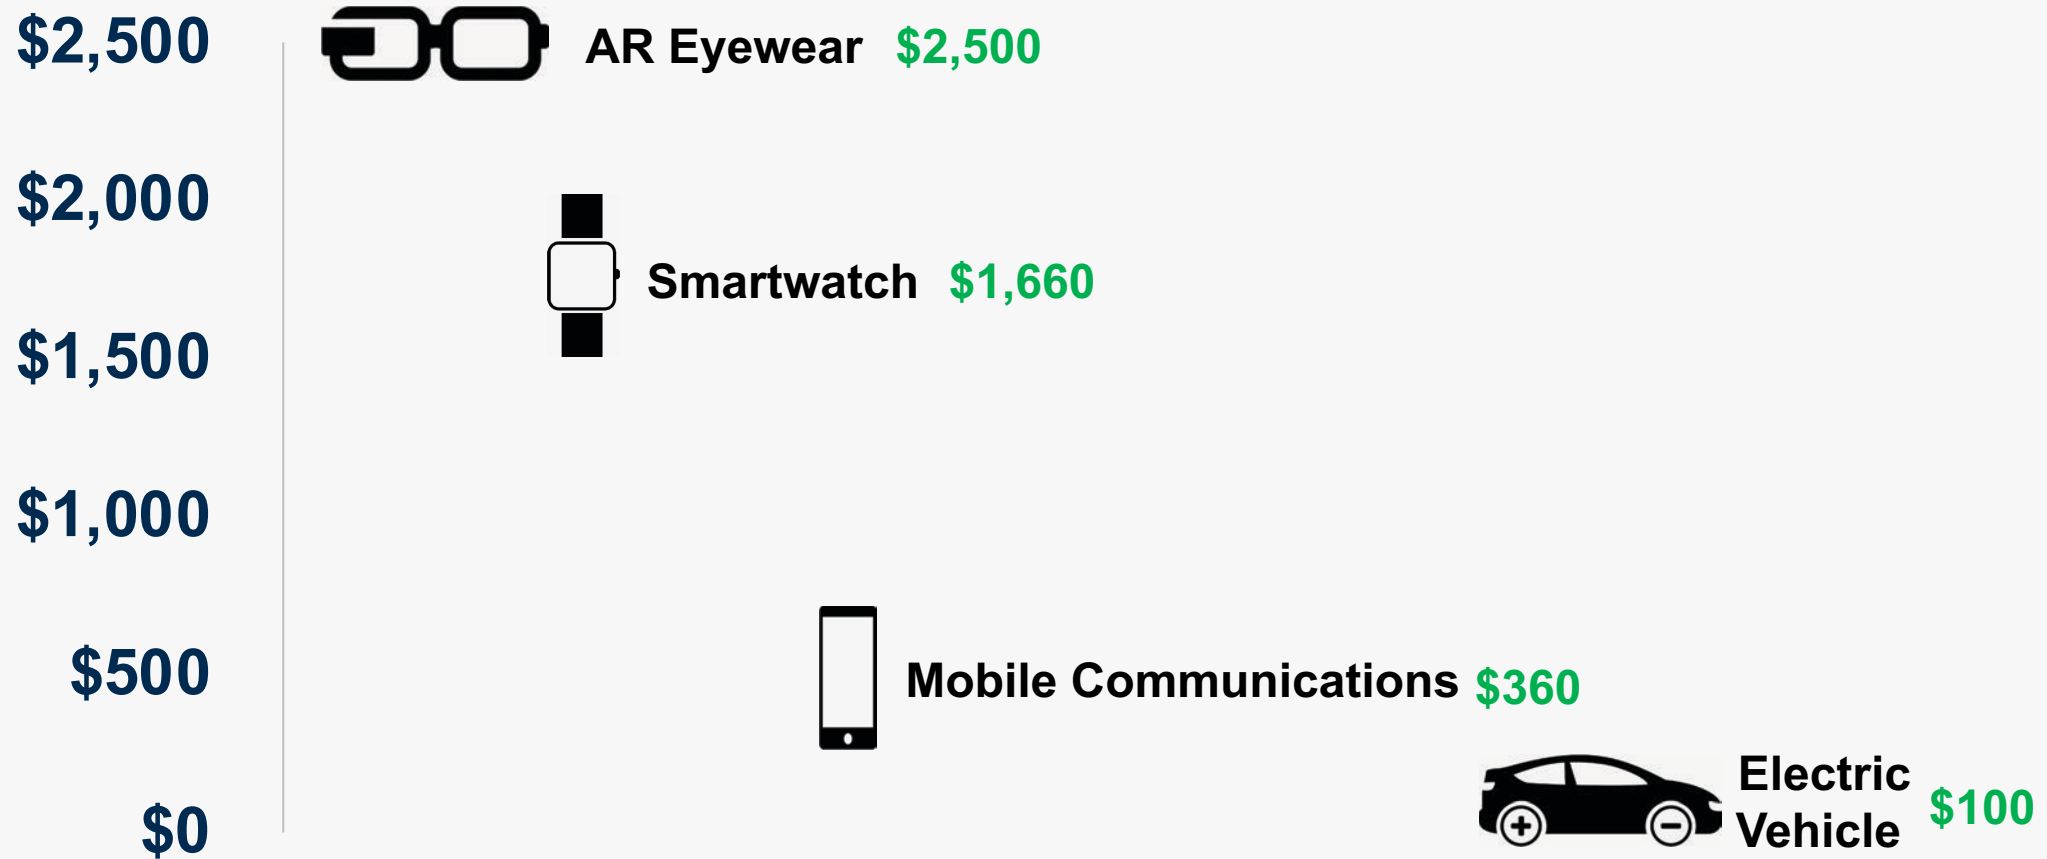 $2,500
AR Eyewear $2,500
$2,000
Smartwatch $1,660
$1,500
$1,000
$500
Mobile Communications $360
Electric
Vehicle $100
$0